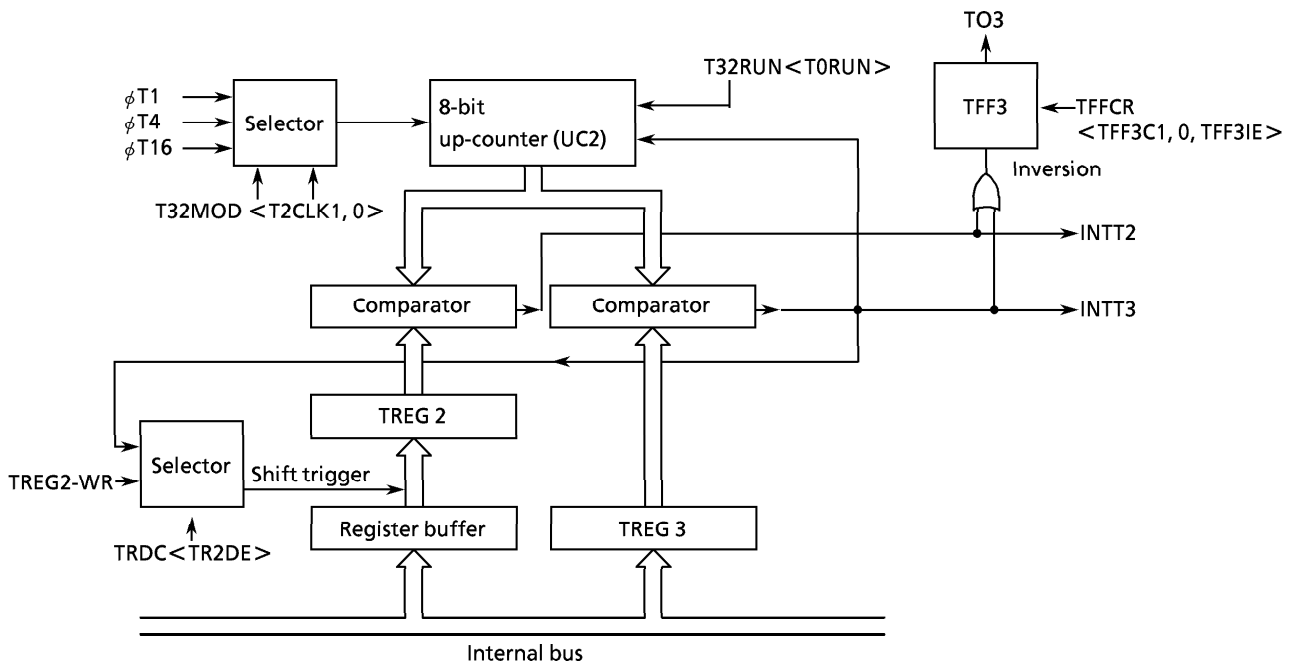 TO3
T32RUN<T0RUN>
φT1
φT4
φT16
Selector
8-bit
up-counter (UC2)
TFF3
TFFCR
<TFF3C1, 0, TFF3IE>
Inversion
T32MOD <T2CLK1, 0>
INTT2
Comparator
Comparator
INTT3
TREG 2
Selector
TREG2-WR
Shift trigger
Register buffer
TREG 3
TRDC<TR2DE>
Internal bus